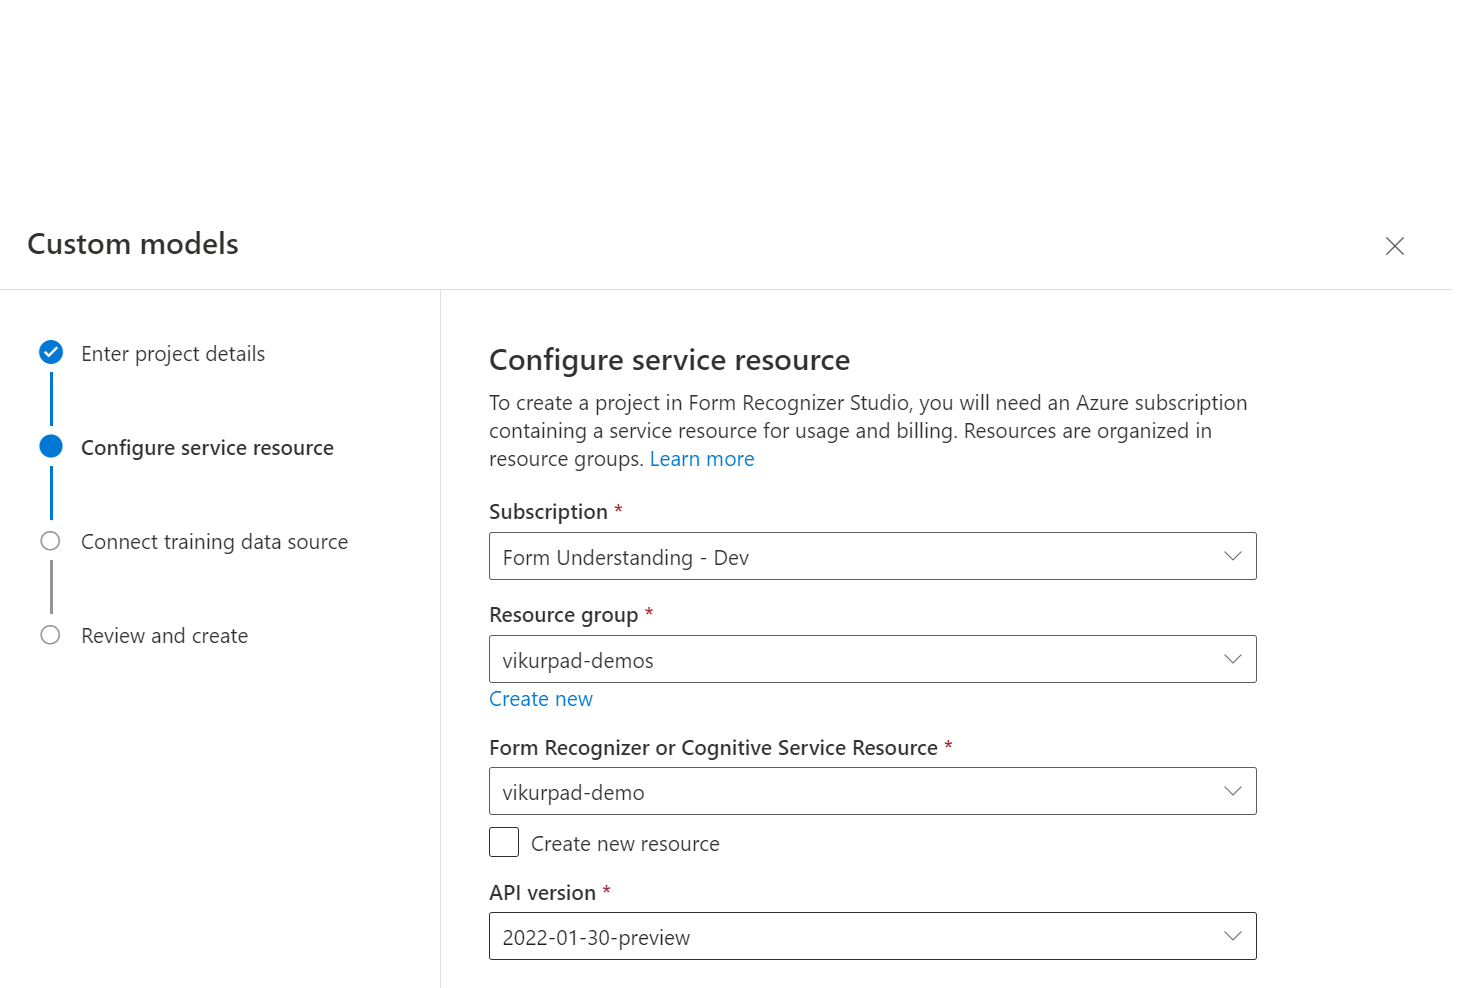 Custom models
Enter project details
Configure service resource
Connect training data source
Review and create
Configure service resource
To create a project in Form Recognizer Studio, you will need an Azure subscription
containing a service resource for usage and billing. Resources are organized in
resource groups. Learn more
Subscription *
Form Understanding - Dev
Resource group *
vikurpad-demos
Create new
Form Recognizer or Cognitive Service Resource *
vikurpad-demo
Create new resource
API version *
2022-01-30-preview